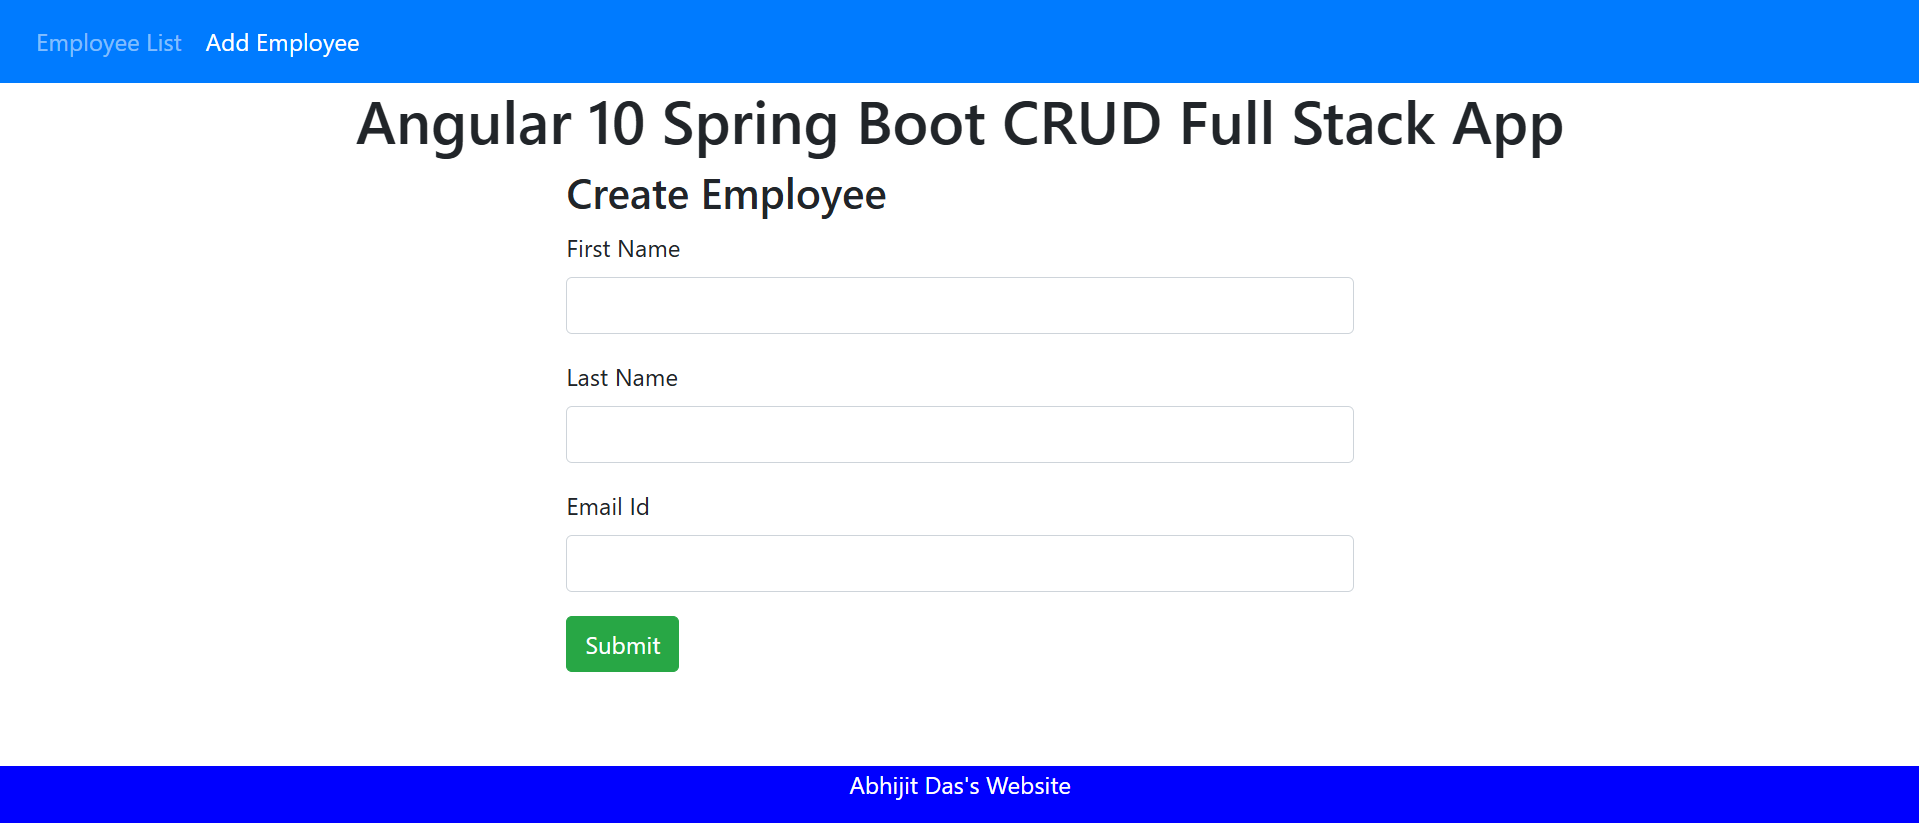 Employee List Add Employee
Angular 10 Spring Boot CRUD Full Stack App
Create Employee
First Name
Last Name
Email Id
Submit
Abhijit Das's Website